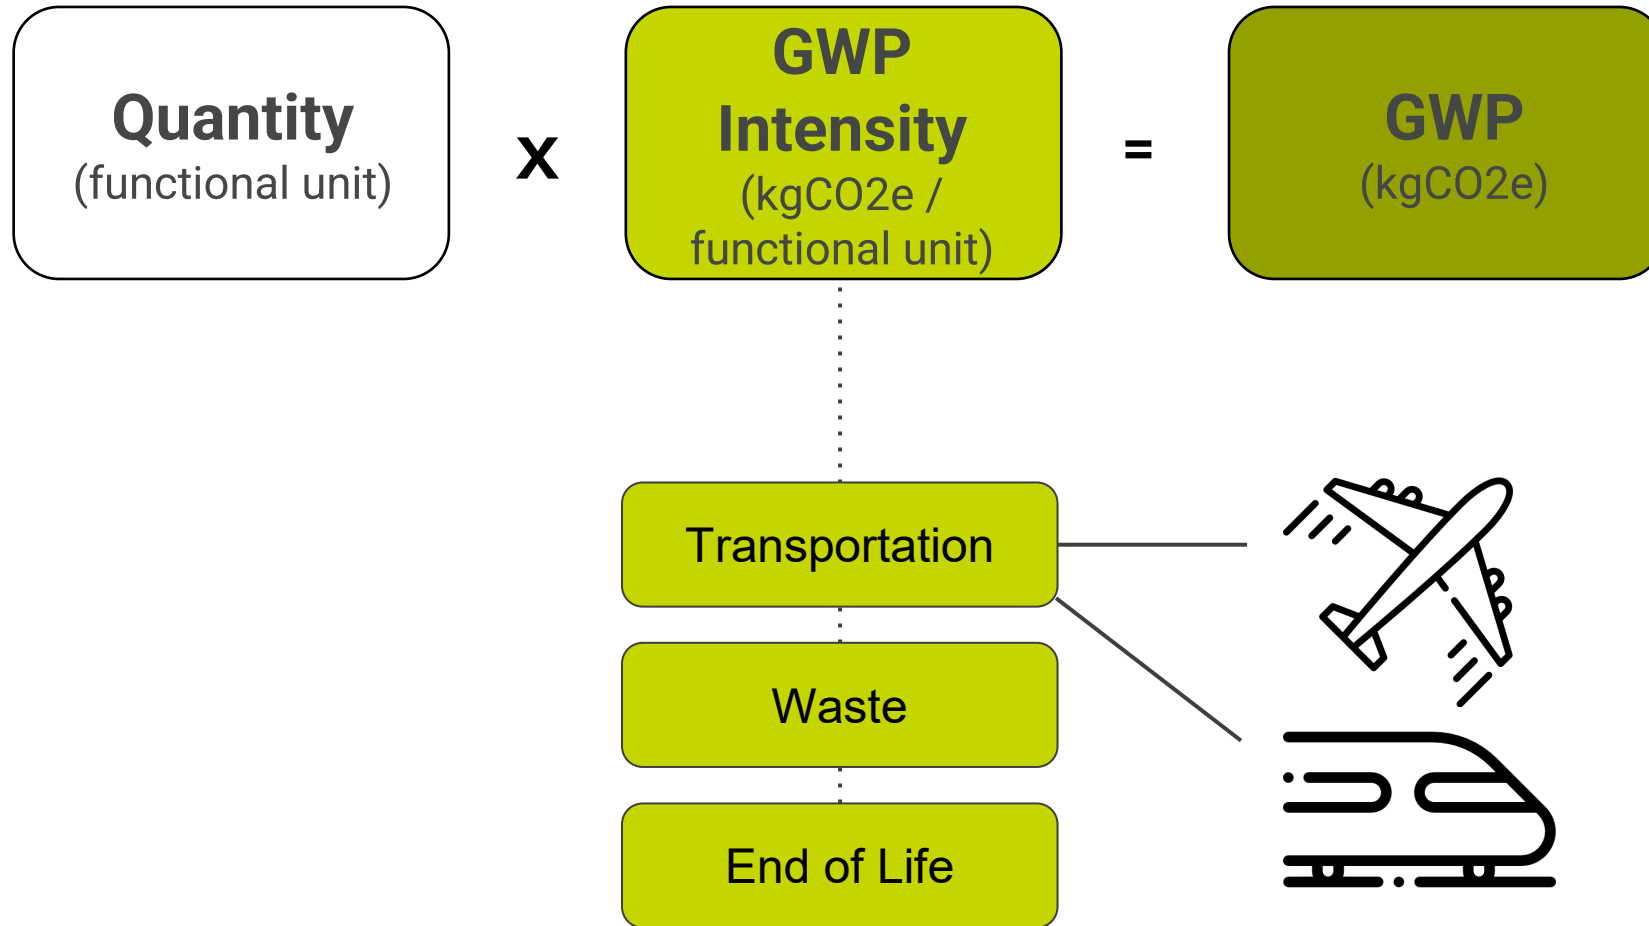 Quantity
(functional unit)
x
GWP
Intensity
(kgCO2e /
functional unit)
=
GWP
(kgCO2e)
Transportation
Waste
End of Life